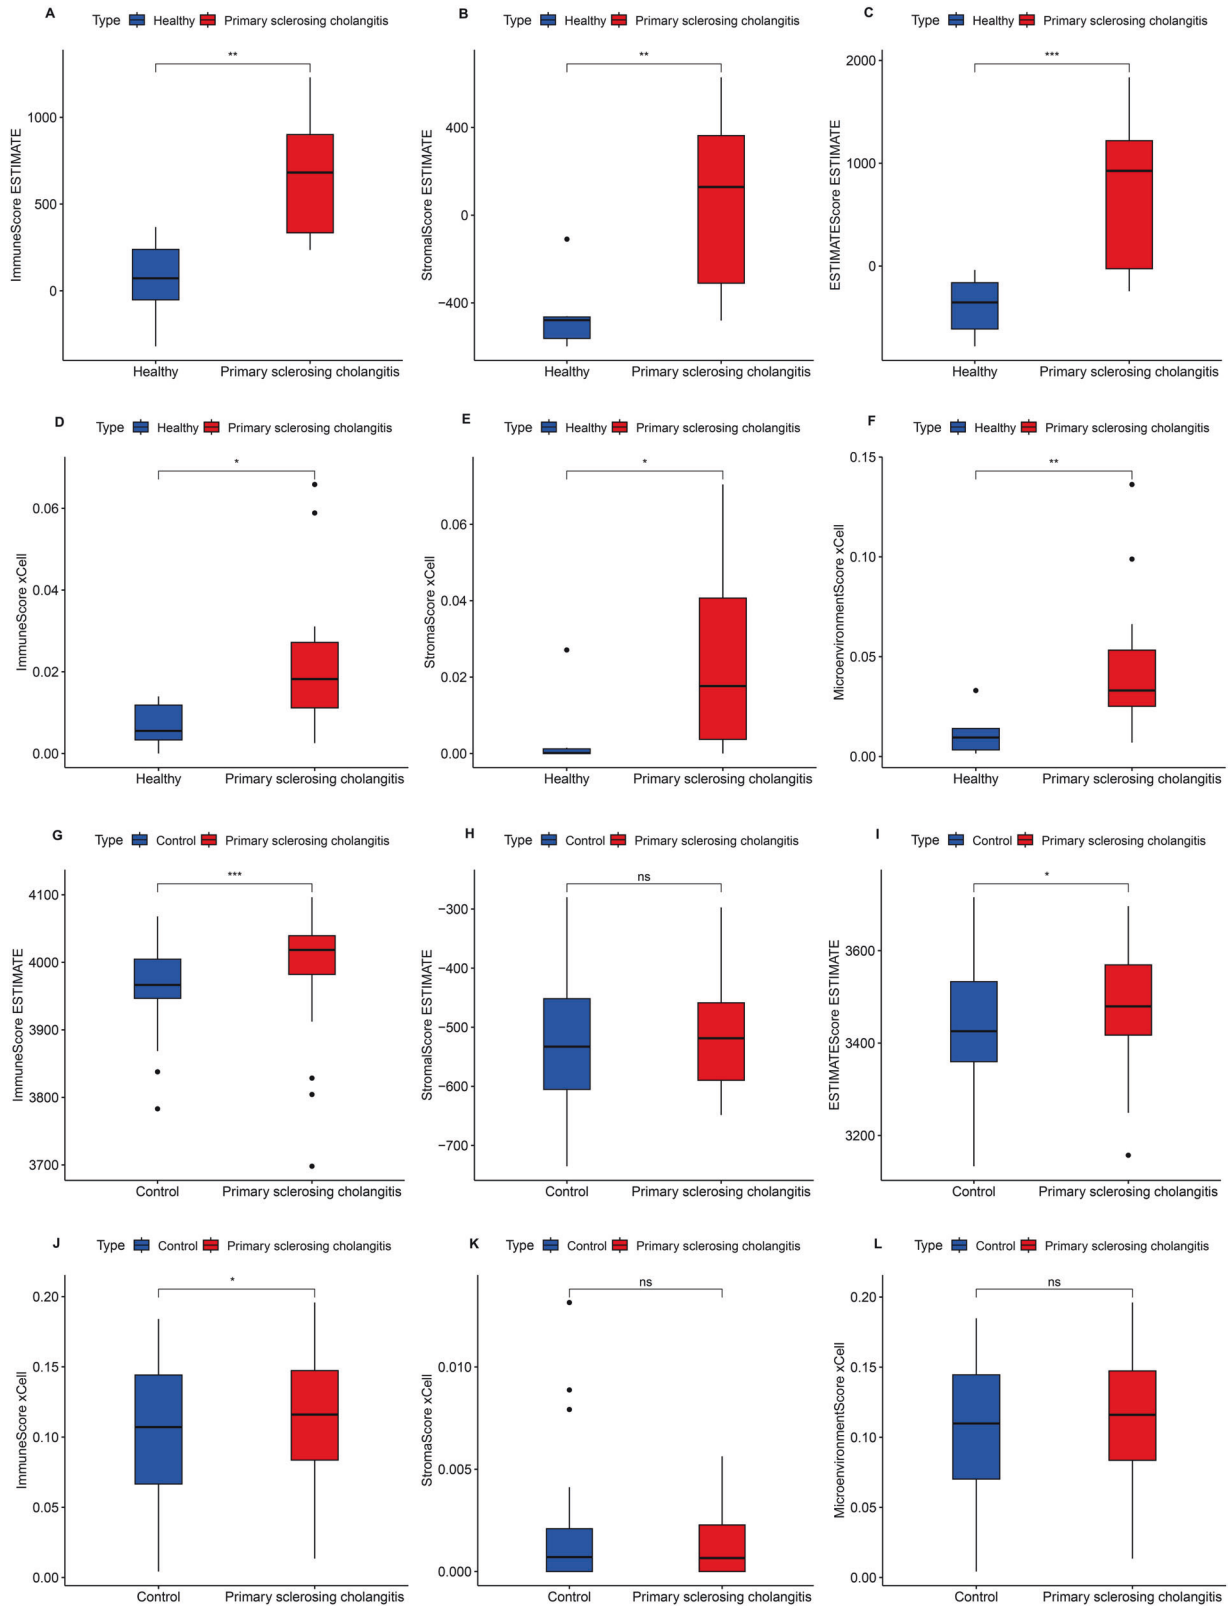 A Type Healthy Primary sclerosing cholangitis
**
ImmuneScore ESTIMATE
1000
500
0
Healthy Primary sclerosing cholangitis
B Type Healthy Primary sclerosing cholangitis
**
StromalScore ESTIMATE
400
0
−400
Healthy Primary sclerosing cholangitis
C Type Healthy Primary sclerosing cholangitis
***
ESTIMATEScore ESTIMATE
2000
1000
0
Healthy Primary sclerosing cholangitis
D Type Healthy Primary sclerosing cholangitis
*
ImmuneScore xCell
0.06
0.04
0.02
0.00
Healthy Primary sclerosing cholangitis
E Type Healthy Primary sclerosing cholangitis
*
StromaScore xCell
0.06
0.04
0.02
0.00
Healthy Primary sclerosing cholangitis
F Type Healthy Primary sclerosing cholangitis
**
MicroenvironmentScore xCell
0.15
0.10
0.05
0.00
Healthy Primary sclerosing cholangitis
G Type Control Primary sclerosing cholangitis
***
ImmuneScore ESTIMATE
4100
4000
3900
3800
3700
Control Primary sclerosing cholangitis
H Type Control Primary sclerosing cholangitis
ns
StromalScore ESTIMATE
−300
−400
−500
−600
−700
Control Primary sclerosing cholangitis
I Type Control Primary sclerosing cholangitis
*
ESTIMATEScore ESTIMATE
3600
3400
3200
Control Primary sclerosing cholangitis
J Type Control Primary sclerosing cholangitis
*
ImmuneScore xCell
0.20
0.15
0.10
0.05
0.00
Control Primary sclerosing cholangitis
K Type Control Primary sclerosing cholangitis
ns
StromaScore xCell
0.010
0.005
0.000
Control Primary sclerosing cholangitis
L Type Control Primary sclerosing cholangitis
ns
MicroenvironmentScore xCell
0.20
0.15
0.10
0.05
0.00
Control Primary sclerosing cholangitis